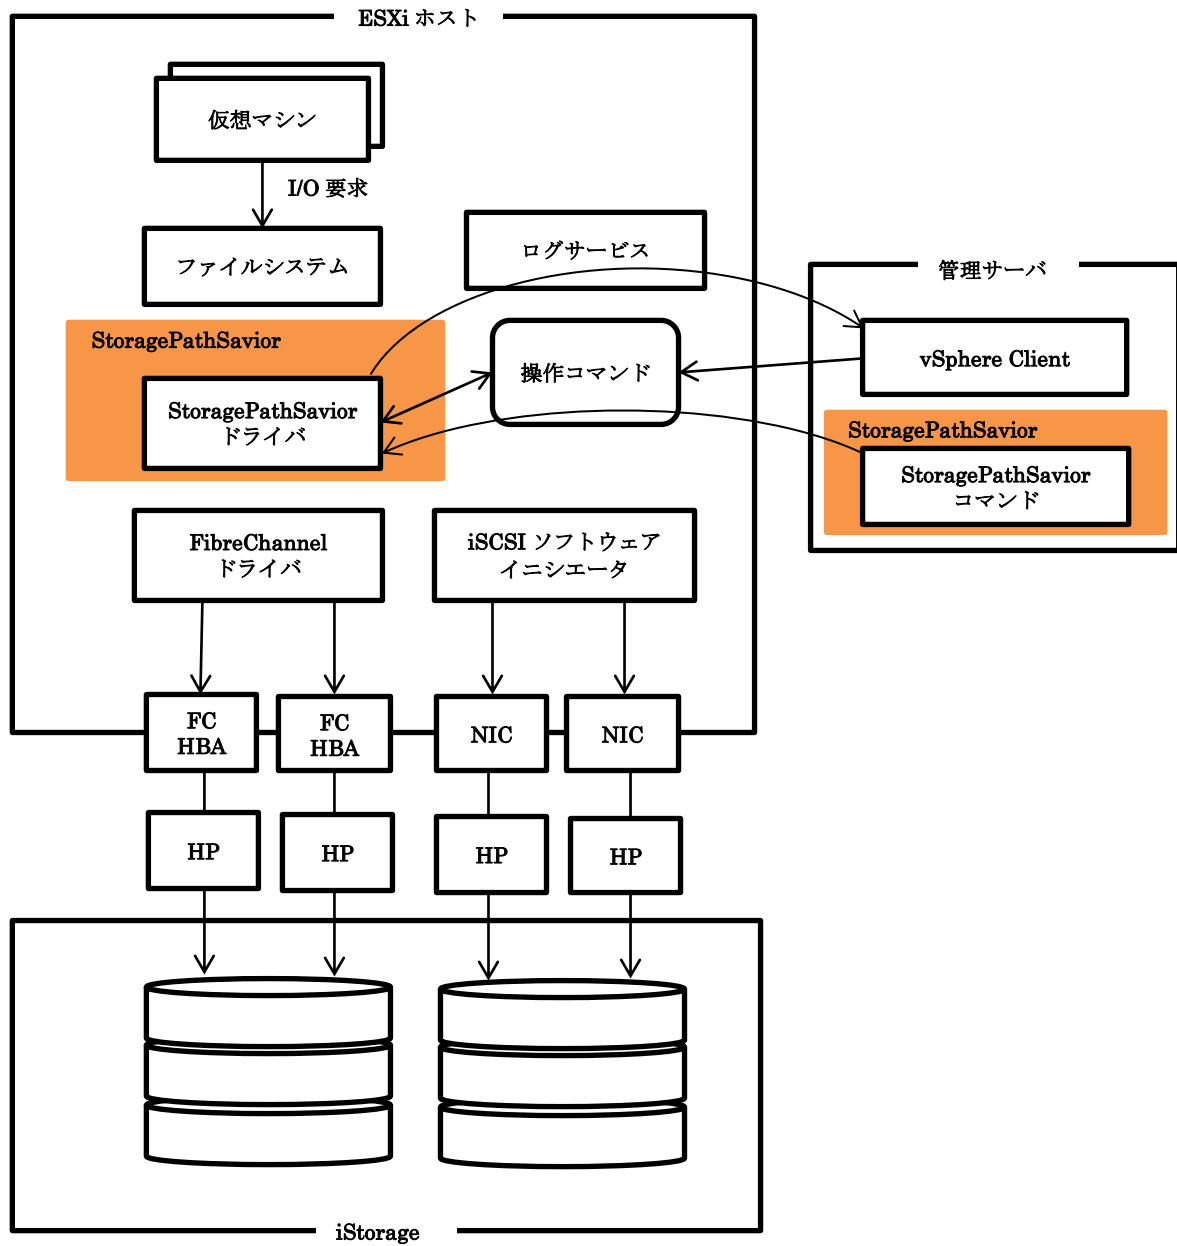 ESXi ホスト
仮想マシン
I/O 要求
ファイルシステム
ログサービス
管理サーバ
StoragePathSavior
StoragePathSavior
ドライバ
操作コマンド
vSphere Client
StoragePathSavior
StoragePathSavior
コマンド
FibreChannel
ドライバ
iSCSI ソフトウェア
イニシエータ
FC
HBA
FC
HBA
NIC
NIC
HP
HP
HP
HP
iStorage